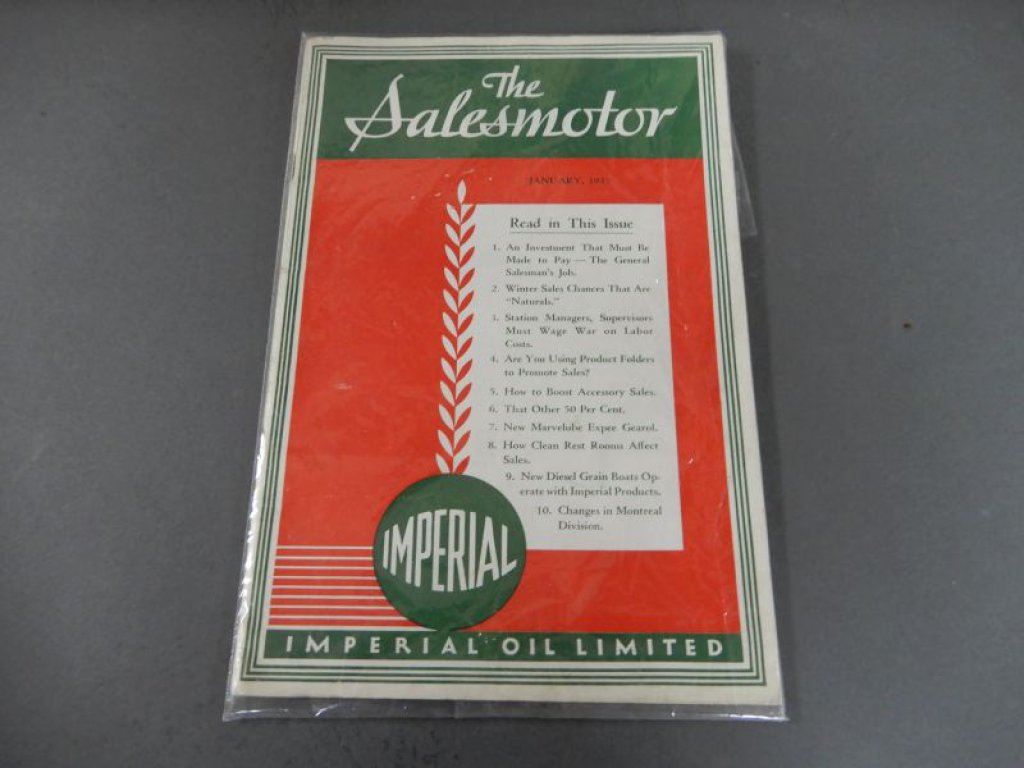 The
Salesmotor
JANUARY,
Read in This Issue
1. An Investment That Must Be
Made to Pay — The General
Salesman's Job.
2. Winter Sales Chances That Are
"Naturals."
3. Station Managers, Supervisors
Must Wage War on Labor
Costs.
4. Are You Using Product Folders
to Promote Sales?
5. How to Boost Accessory Sales.
6. That Other 50 Per Cent.
7. New Marvelube Expee Gearol.
8. How Clean Rest Rooms Affect
Sales.
9. New Diesel Grain Boats Op-
erate with Imperial Products.
10. Changes in Montreal
Division.
IMPERIAL
IMPERIAL OIL LIMITED